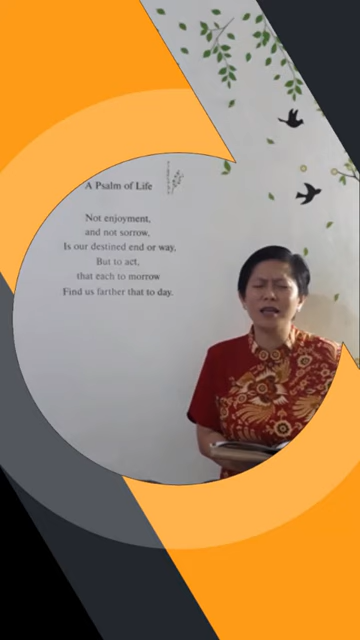 A Psalm of Life
Not enjoyment,
and not sorrow,
Is our destined end or way,
But to act,
that each to morrow
Find us farther that to day.